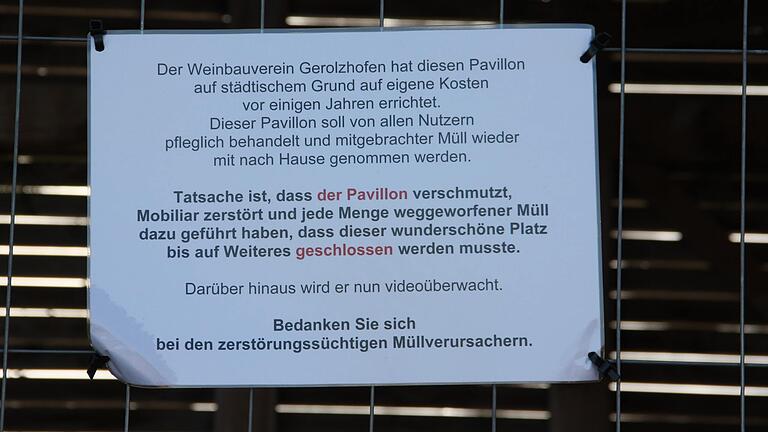 Der Weinbauverein Gerolzhofen hat diesen Pavillon
auf städtischem Grund auf eigene Kosten
vor einigen Jahren errichtet.
Dieser Pavillon soll von allen Nutzern
pfleglich behandelt und mitgebrachter Müll wieder
mit nach Hause genommen werden.
Tatsache ist, dass der Pavillon verschmutzt,
Mobiliar zerstört und jede Menge weggeworfener Müll
dazu geführt haben, dass dieser wunderschöne Platz
bis auf Weiteres geschlossen werden musste.
Darüber hinaus wird er nun videoüberwacht.
Bedanken Sie sich
bei den zerstörungssüchtigen Müllverursachern.